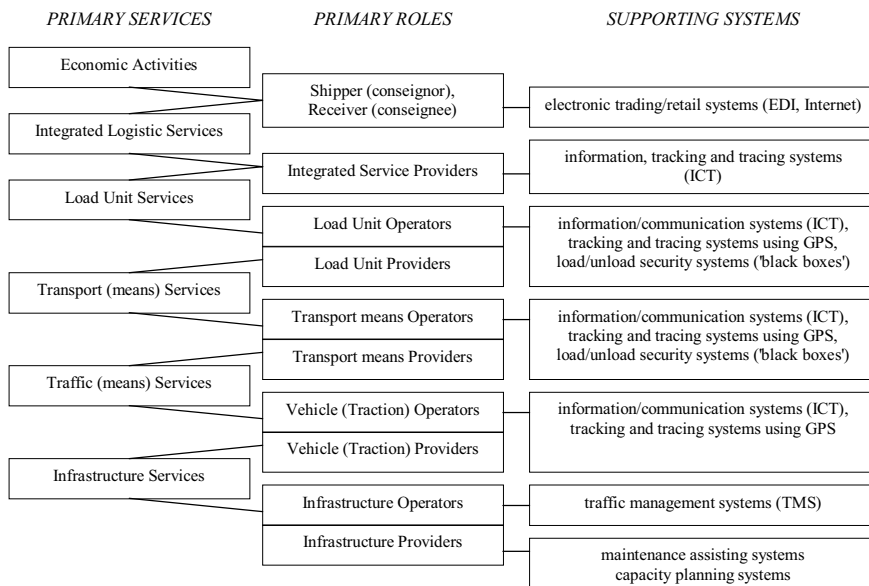 PRIMARY SERVICES
PRIMARY ROLES
SUPPORTING SYSTEMS
Economic Activities
Integrated Logistic Services
Load Unit Services
Transport (means) Services
Traffic (means) Services
Infrastructure Services
Shipper (conseignor),
Receiver (conseignee)
Integrated Service Providers
Load Unit Operators
Load Unit Providers
Transport means Operators
Transport means Providers
Vehicle (Traction) Operators
Vehicle (Traction) Providers
Infrastructure Operators
Infrastructure Providers
electronic trading/retail systems (EDI, Internet)
information, tracking and tracing systems
(ICT)
information/communication systems (ICT),
tracking and tracing systems using GPS,
load/unload security systems ('black boxes')
information/communication systems (ICT),
tracking and tracing systems using GPS,
load/unload security systems ('black boxes')
information/communication systems (ICT),
tracking and tracing systems using GPS
traffic management systems (TMS)
maintenance assisting systems
capacity planning systems